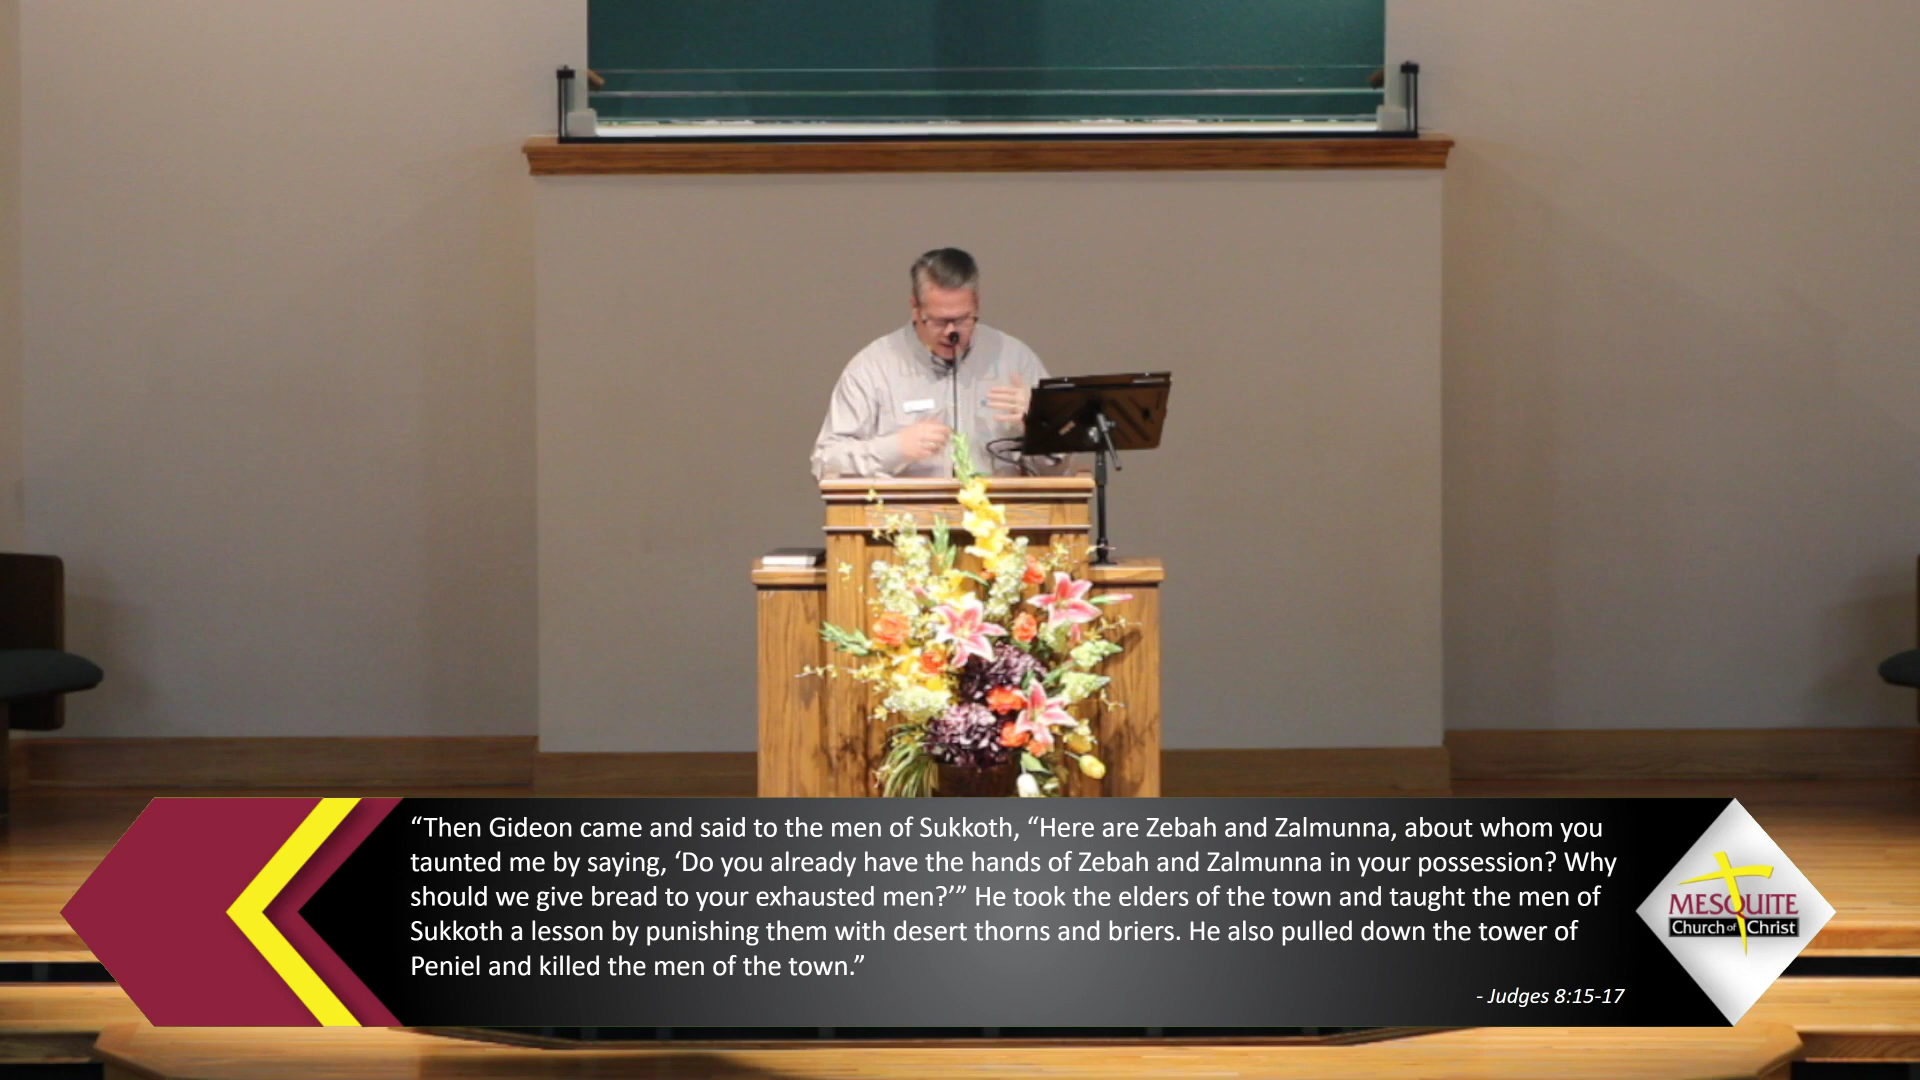 “Then Gideon came and said to the men of Sukkoth, “Here are Zebah and Zalmunna, about whom you
taunted me by saying, ‘Do you already have the hands of Zebah and Zalmunna in your possession? Why
should we give bread to your exhausted men?’” He took the elders of the town and taught the men of
Sukkoth a lesson by punishing them with desert thorns and briers. He also pulled down the tower of
Peniel and killed the men of the town.”
- Judges 8:15-17
MESQUITE
Church of Christ